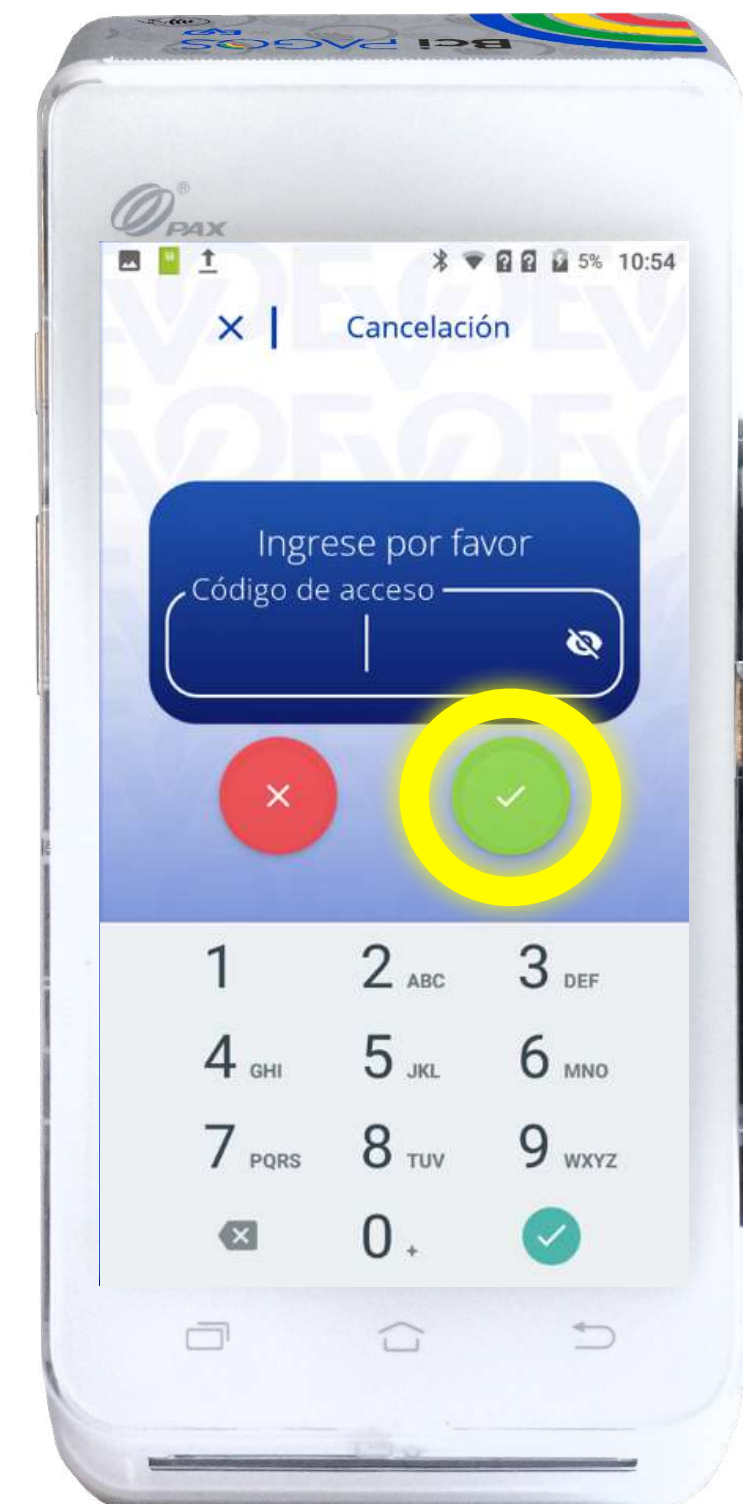 Bci PAGOS
EVO
PAX
5% 10:54
Cancelación
Ingrese por favor
Código de acceso
1 2 ABC 3 DEF
4 GHI 5 JKL 6 MNO
7 PQRS 8 TUV 9 WXYZ
0 +